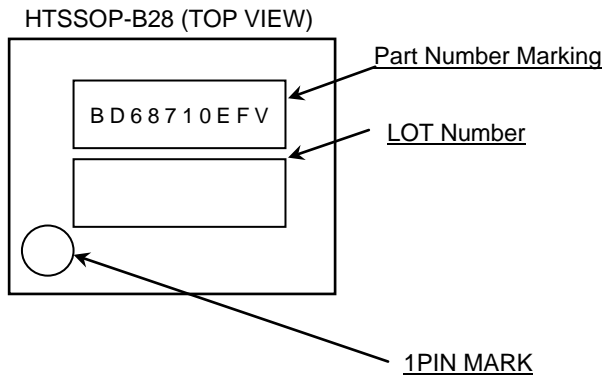 HTSSOP-B28 (TOP VIEW)
Part Number Marking
BD68710EFV
LOT Number
1PIN MARK